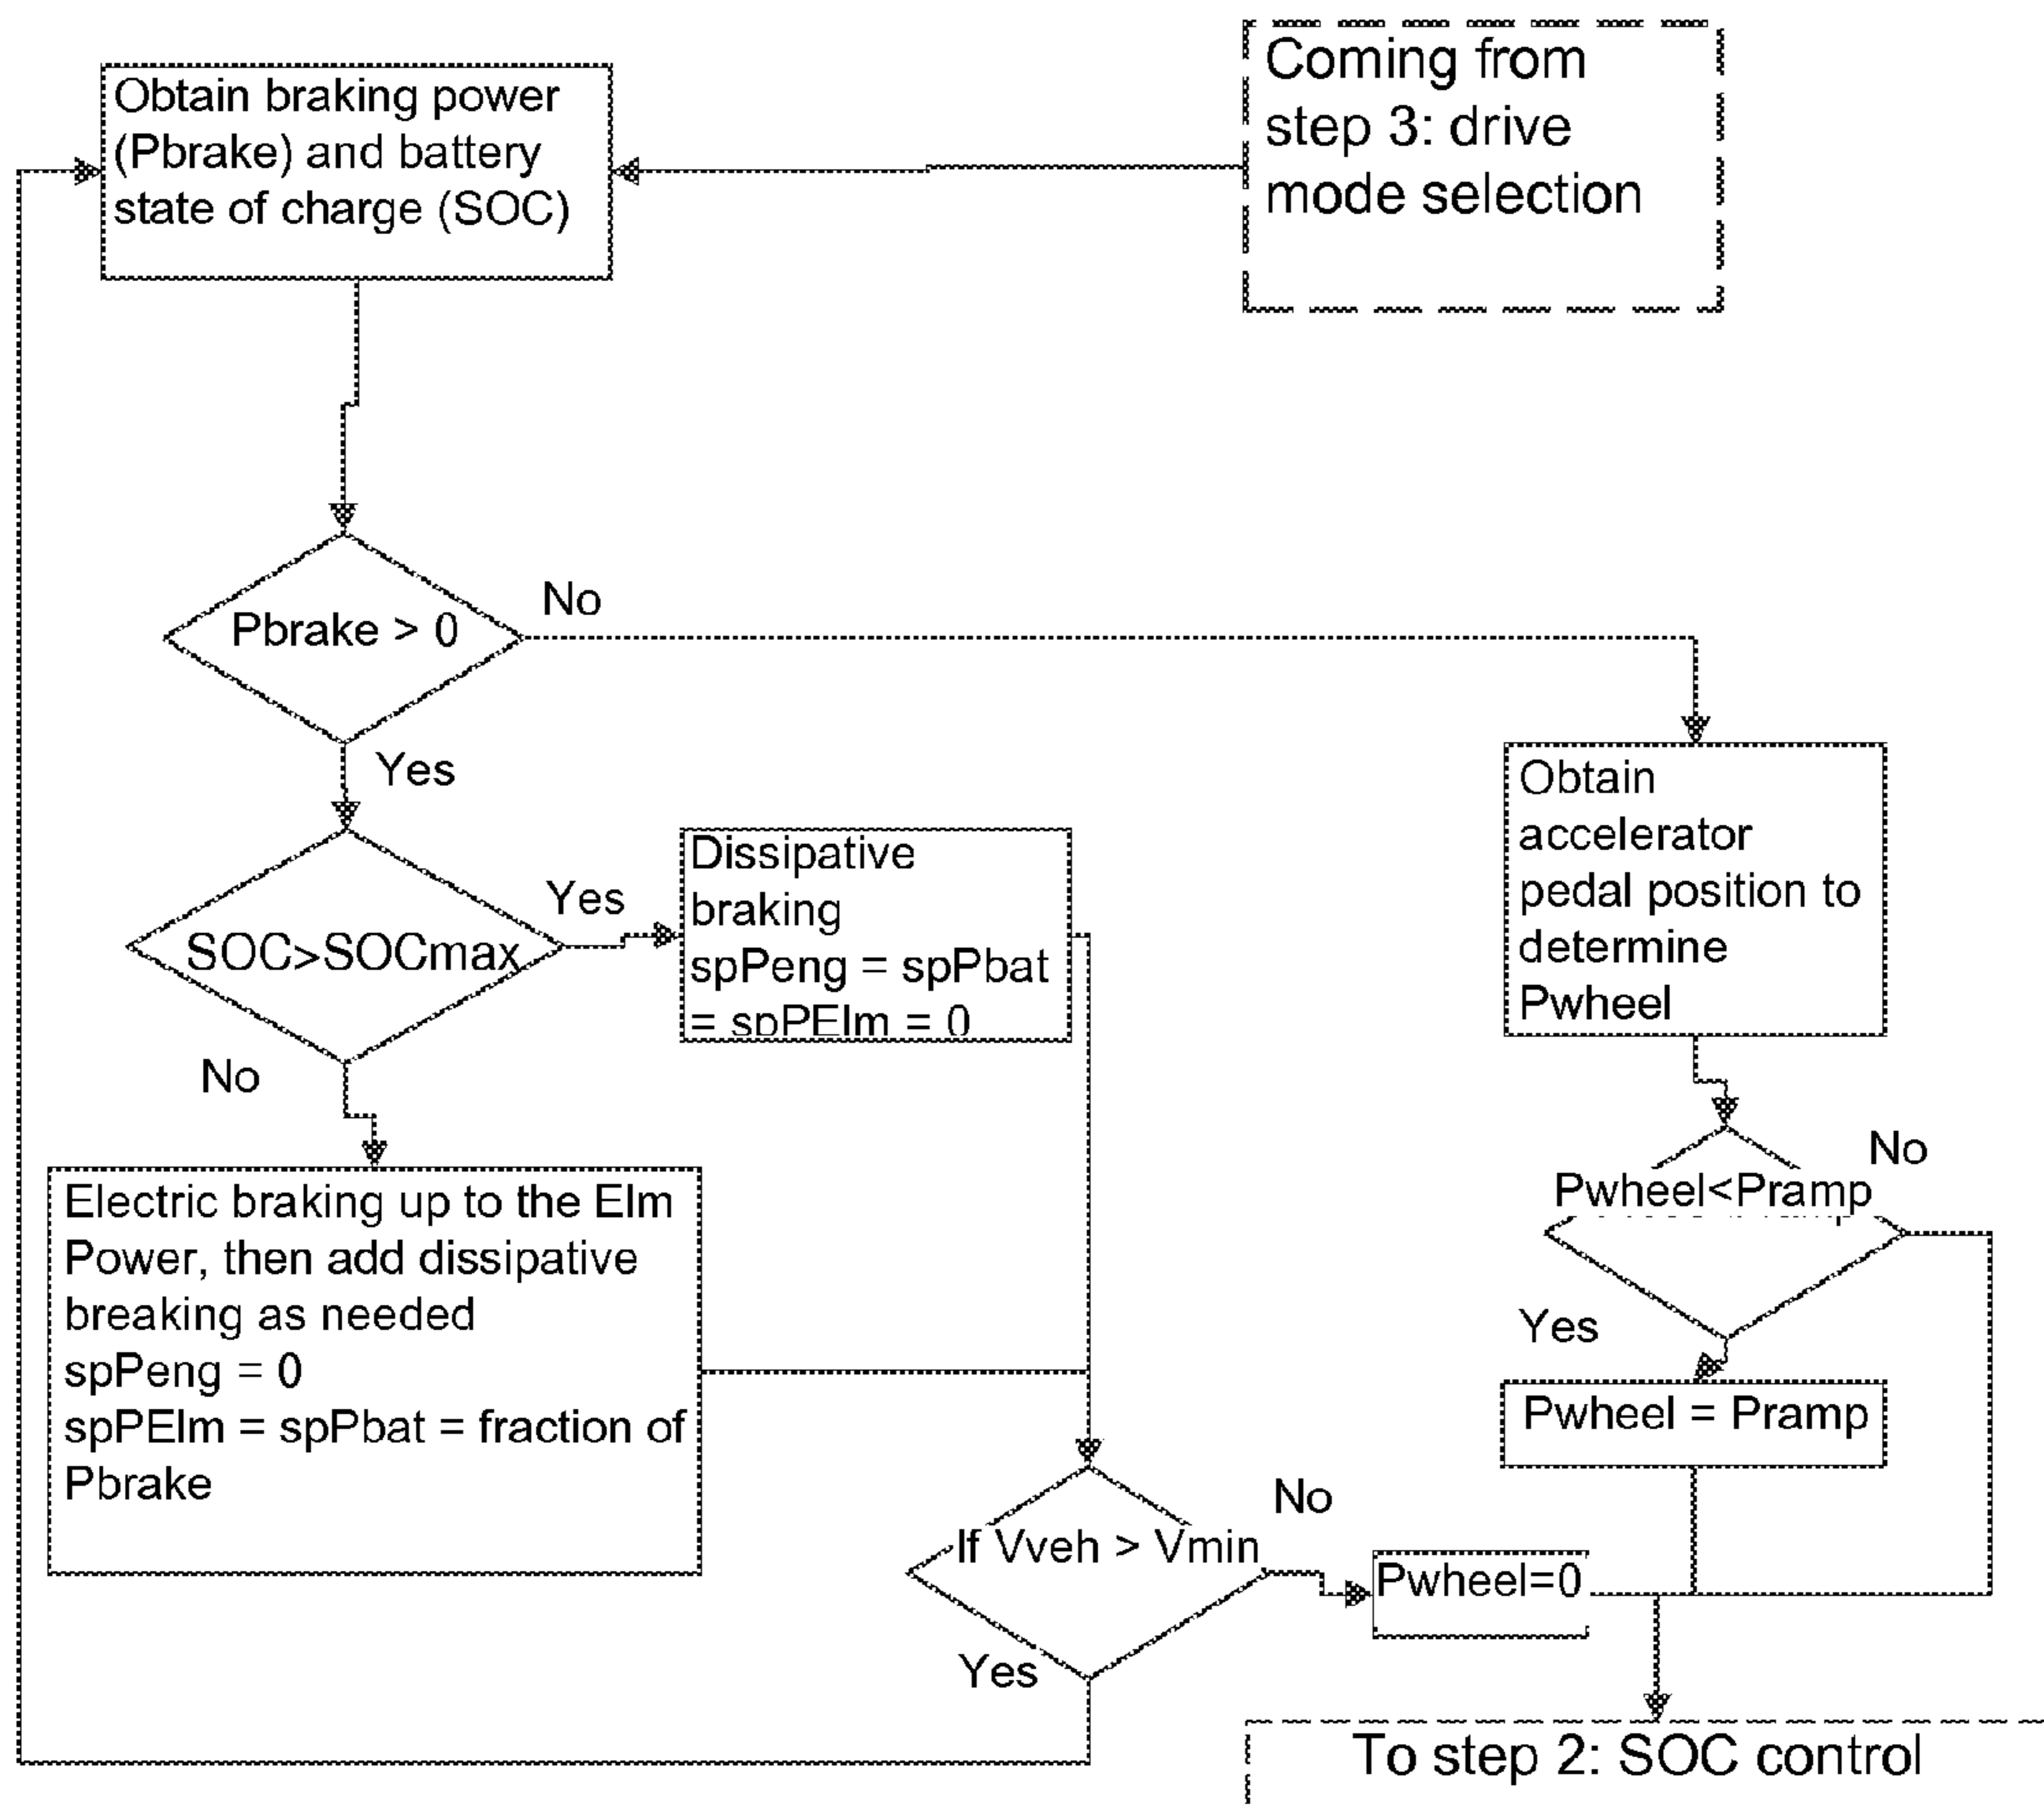 Coming from
step 3: drive
mode selection
Obtain braking power
(Pbrake) and battery
state of charge (SOC)
Pbrake > 0
No
Yes
Obtain
accelerator
pedal position to
determine
Pwheel
SOC>SOCmax
Yes
No
Dissipative
braking
spPeng = spPbat
= spPElm = 0
Electric braking up to the Elm
Power, then add dissipative
breaking as needed
spPeng = 0
spPElm = spPbat = fraction of
Pbrake
Pwheel<Pramp
No
Yes
Pwheel = Pramp
If Vveh > Vmin
No
Yes
Pwheel=0
To step 2: SOC control